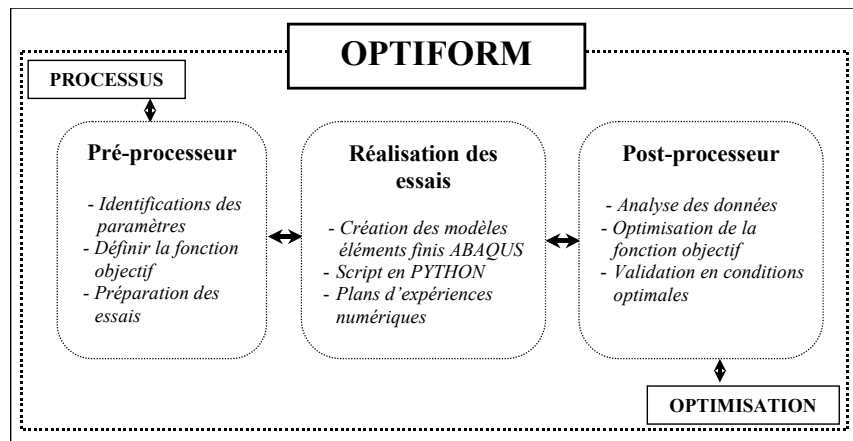 OPTIFORM
PROCESSUS
Pré-processeur
- Identifications des
paramètres
- Définir la fonction
objectif
- Préparation des
essais
Réalisation des
essais
- Création des modèles
éléments finis ABAQUS
- Script en PYTHON
- Plans d’expériences
numériques
Post-processeur
- Analyse des données
- Optimisation de la
fonction objectif
- Validation en conditions
optimales
OPTIMISATION